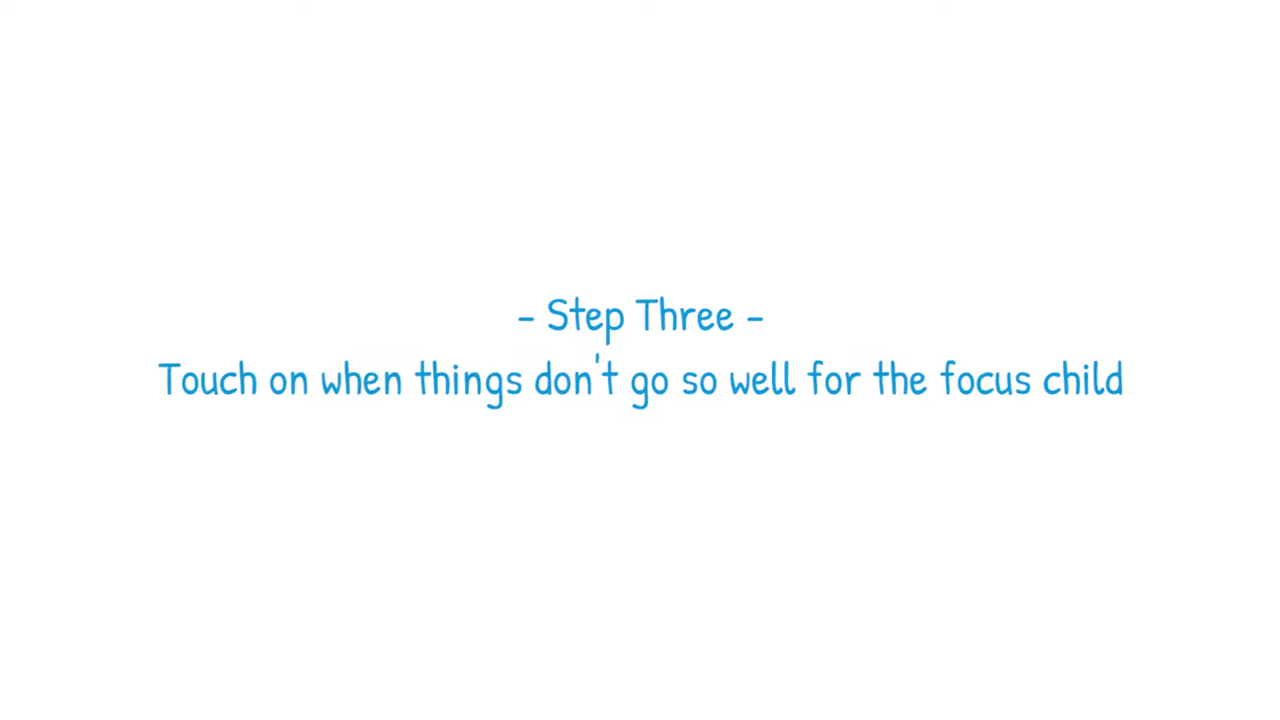 - Step Three -
Touch on when things don't go so well for the focus child